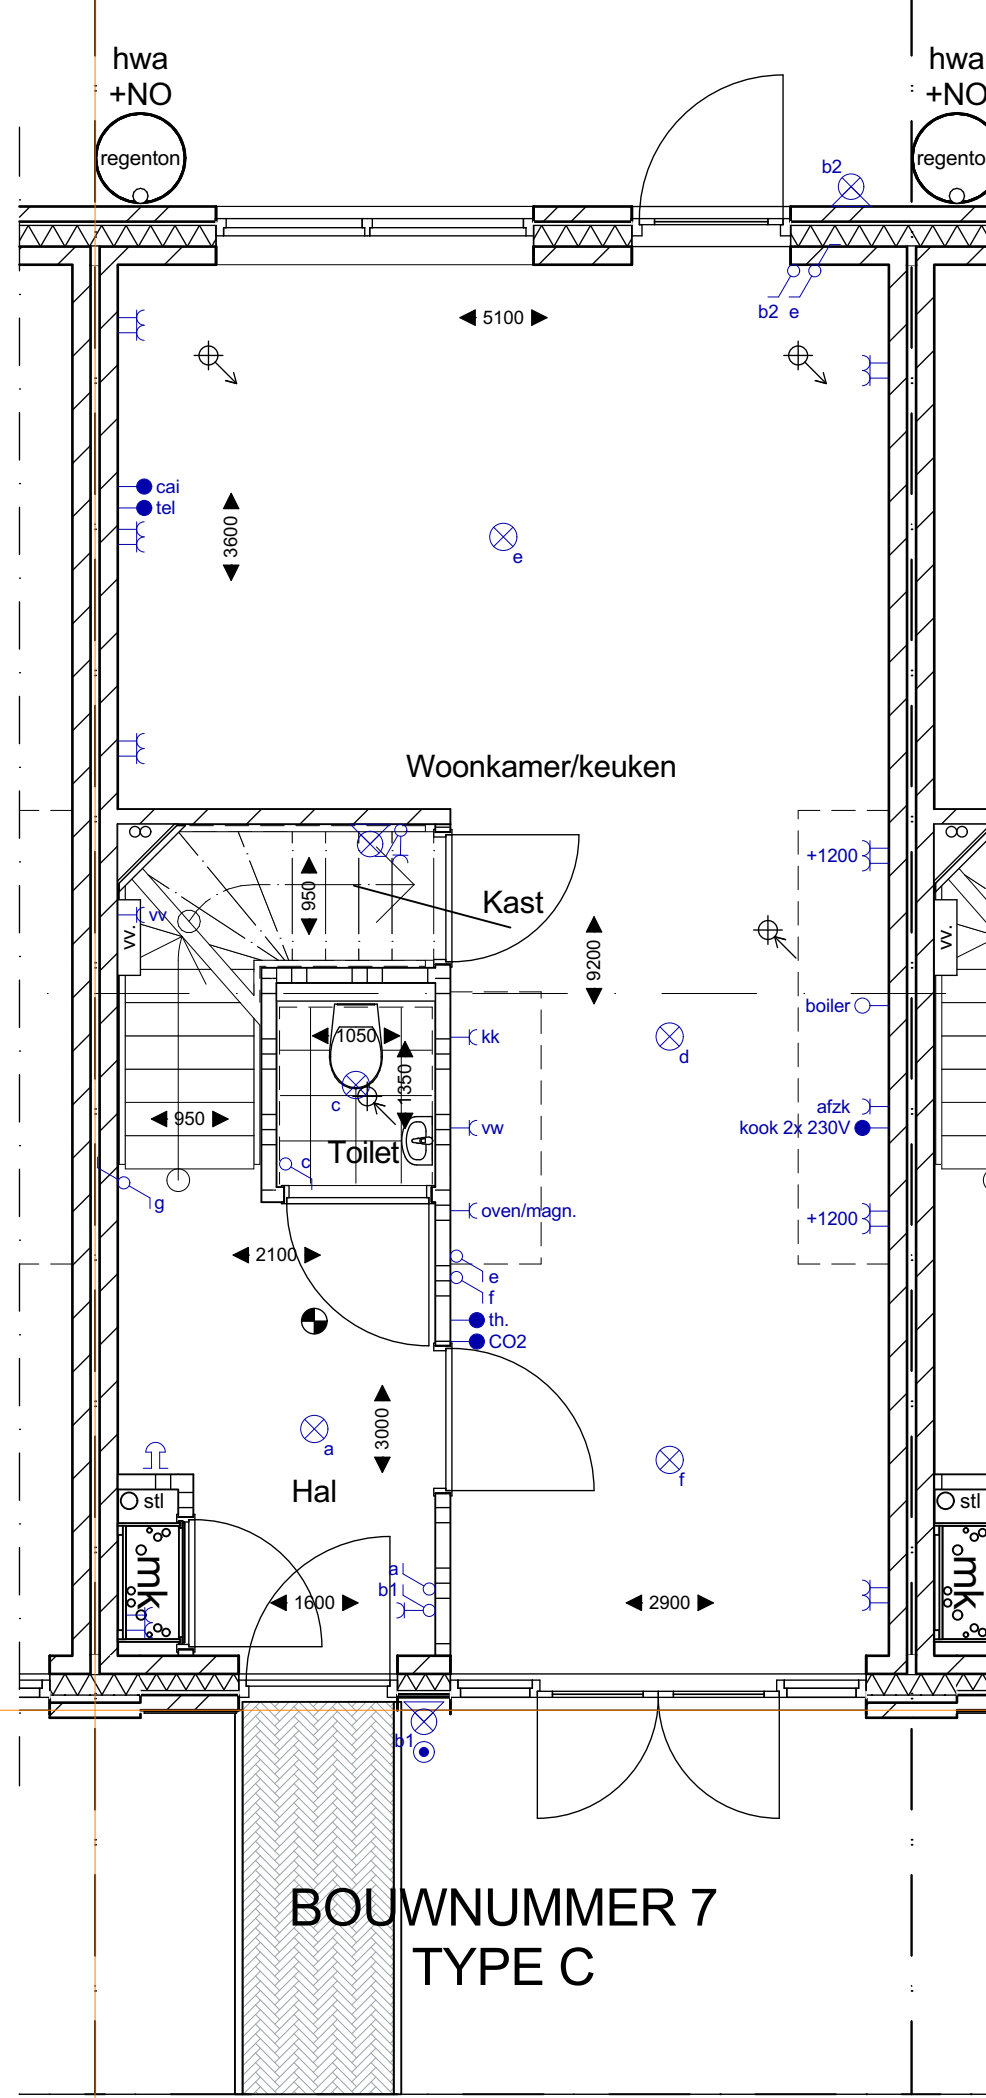 hwa
+NO
regenton
hwa
+NO
regento
b2
b2 e
5100
cai
tel
3600
e
Woonkamer/keuken
+1200
950
Kast
vv
vv.
vv.
9200
boiler
1050
kk
d
1350
c
afzk
950
vw
kook 2x 230V
Toilet
c
g
oven/magn.
+1200
2100
e
f
th.
CO2
3000
a
f
Hal
stl
stl
mk
mk
a
b1
1600
2900
b1
BOUWNUMMER 7
TYPE C